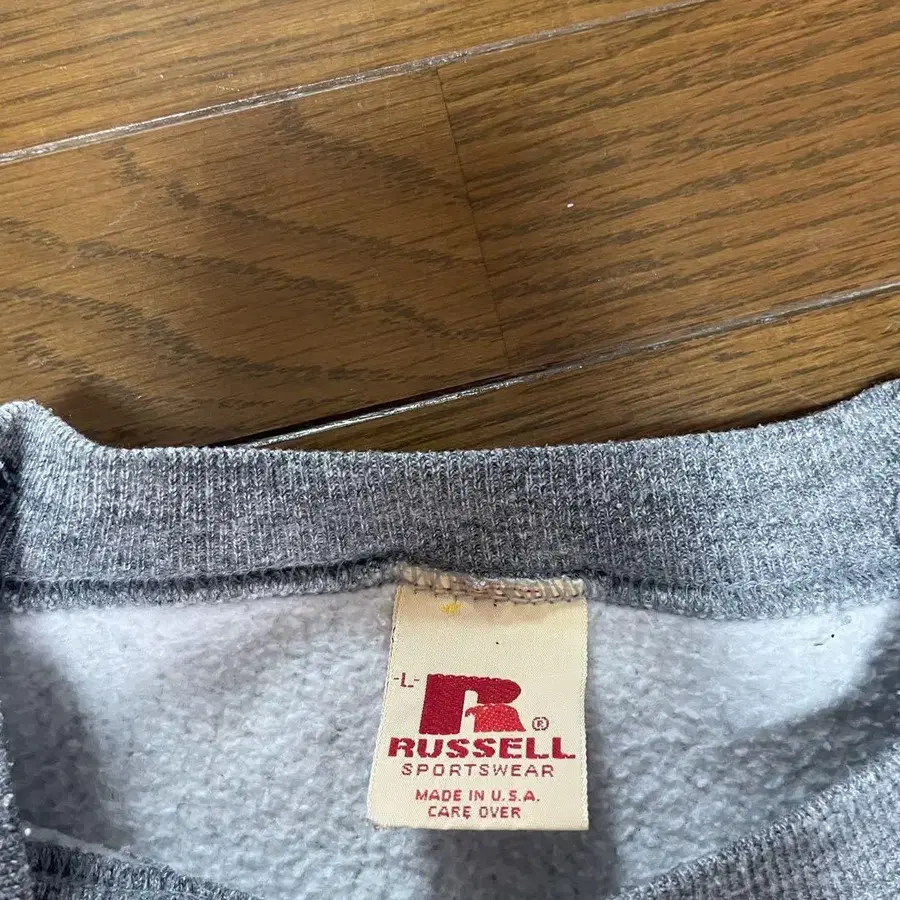 -L-
R®
RUSSELL
SPORTSWEAR
MADE IN U.S.A.
CARE OVER